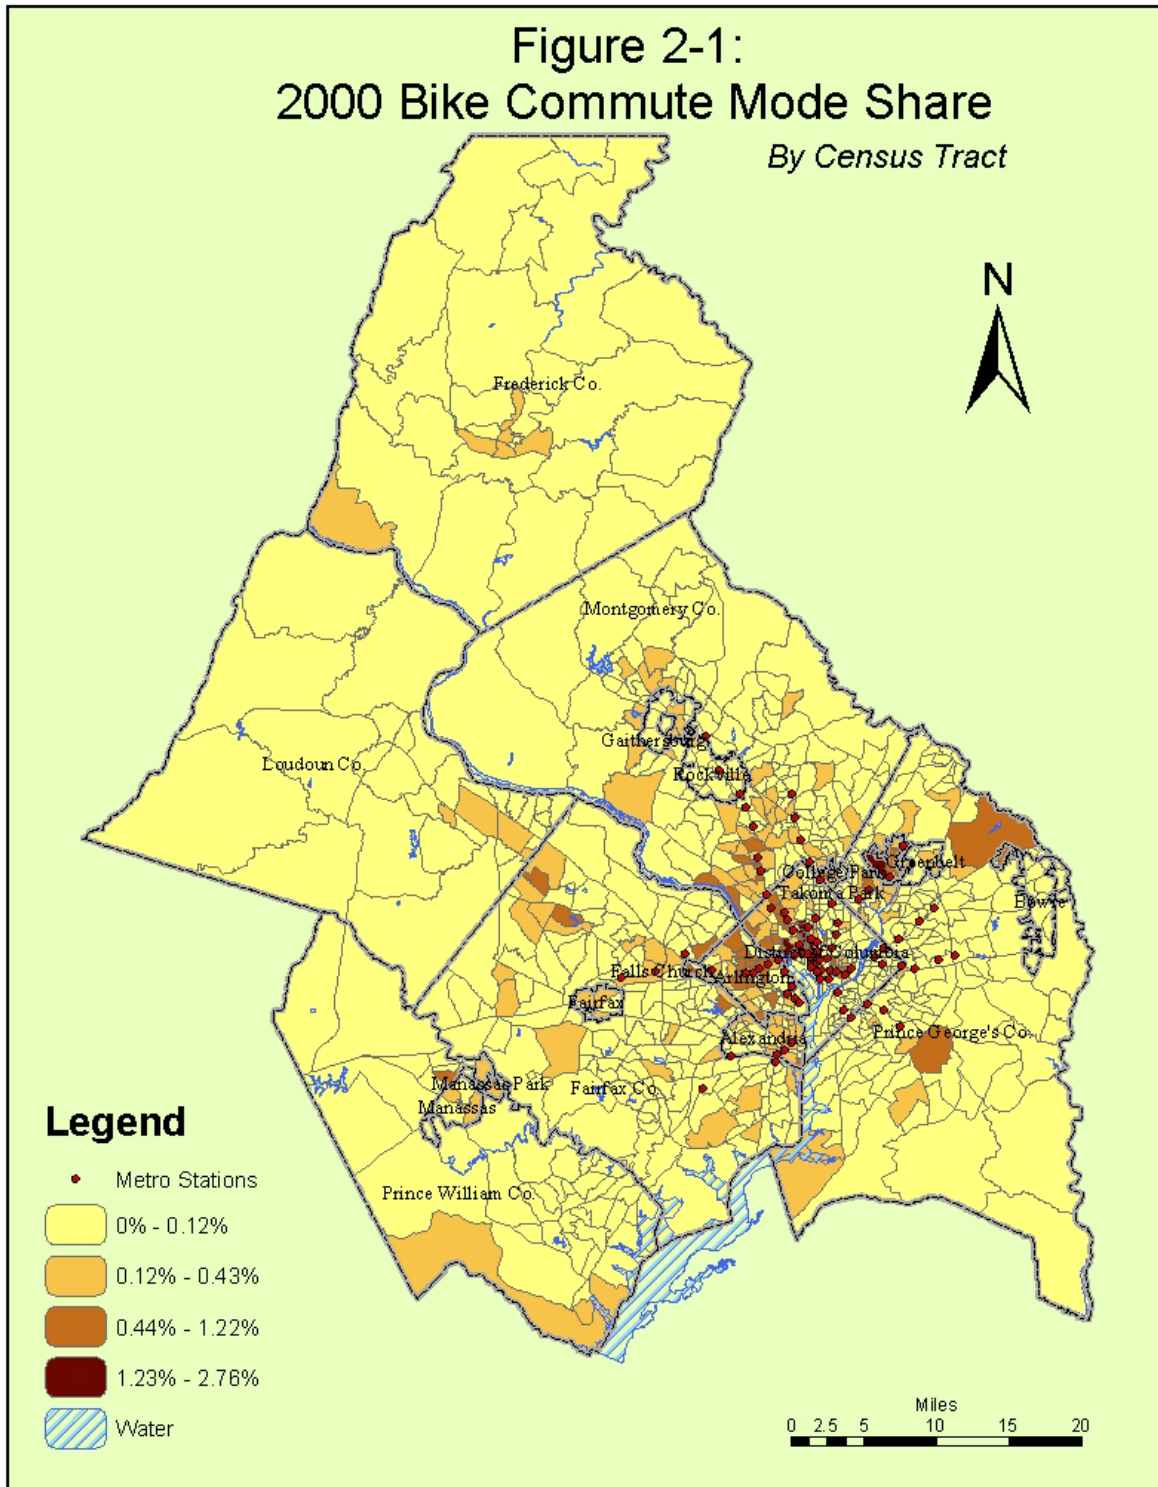 Figure 2-1:
2000 Bike Commute Mode Share
By Census Tract
N
Frederick Co.
Montgomery Co.
Gaithersburg
Rockville
Loudoun Co.
Greenbelt
College Park
Takoma Park
Bowie
District of Columbia
Falls Church
Arlington
Fairfax
Prince George's Co.
Alexandria
Manassas Park
Fairfax Co.
Manassas
Prince William Co.
Legend
Metro Stations
0% - 0.12%
0.12% - 0.43%
0.44% - 1.22%
1.23% - 2.76%
Water
Miles
0 2.5 5 10 15 20